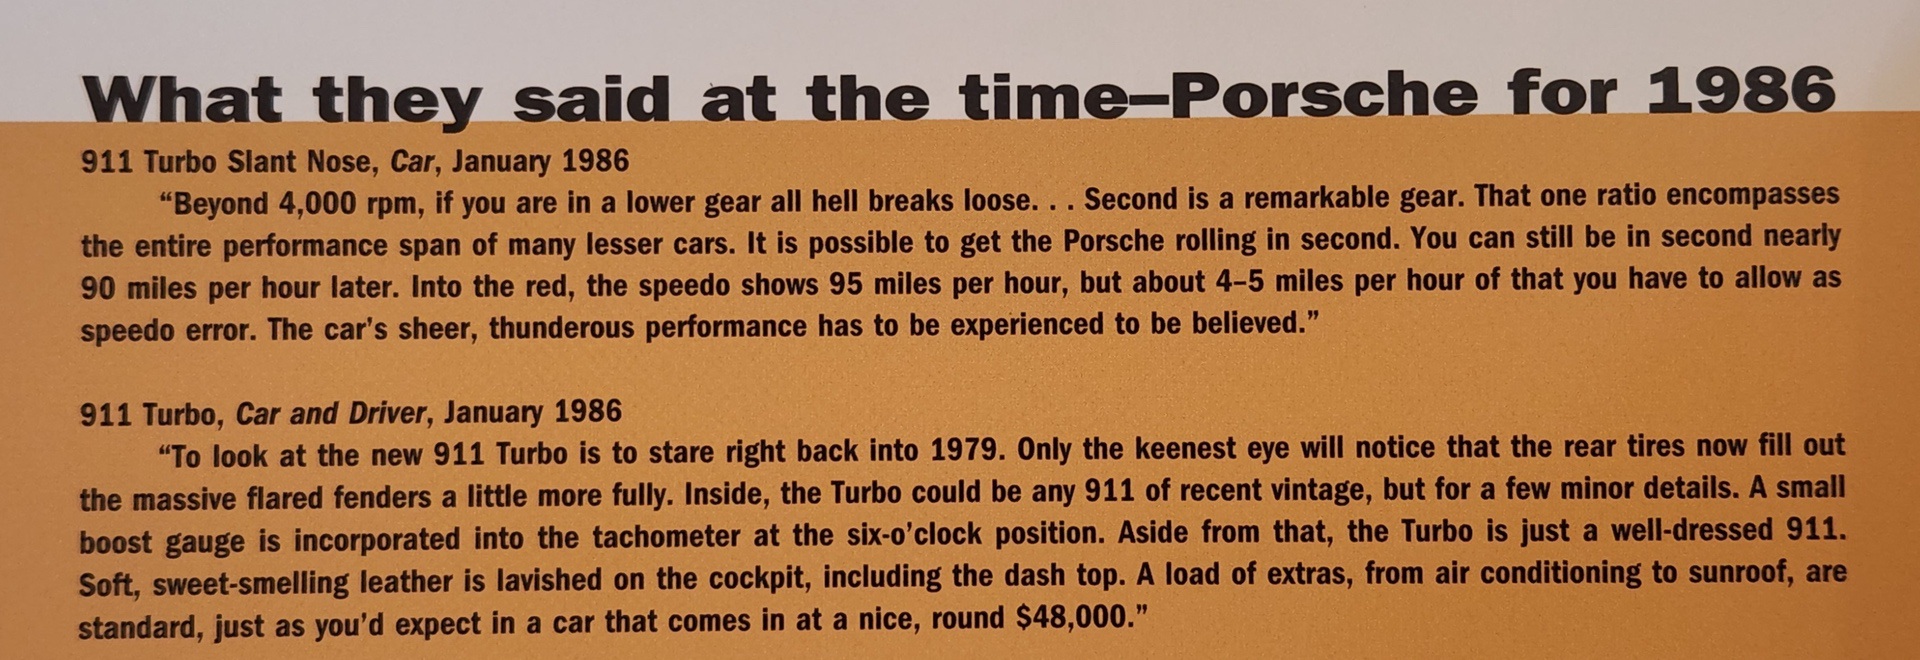 What they said at the time–Porsche for 1986
911 Turbo Slant Nose, Car, January 1986
“Beyond 4,000 rpm, if you are in a lower gear all hell breaks loose. . . Second is a remarkable gear. That one ratio encompasses
the entire performance span of many lesser cars. It is possible to get the Porsche rolling in second. You can still be in second nearly
90 miles per hour later. Into the red, the speedo shows 95 miles per hour, but about 4–5 miles per hour of that you have to allow as
speedo error. The car’s sheer, thunderous performance has to be experienced to be believed.”
911 Turbo, Car and Driver, January 1986
“To look at the new 911 Turbo is to stare right back into 1979. Only the keenest eye will notice that the rear tires now fill out
the massive flared fenders a little more fully. Inside, the Turbo could be any 911 of recent vintage, but for a few minor details. A small
boost gauge is incorporated into the tachometer at the six-o’clock position. Aside from that, the Turbo is just a well-dressed 911.
Soft, sweet-smelling leather is lavished on the cockpit, including the dash top. A load of extras, from air conditioning to sunroof, are
standard, just as you’d expect in a car that comes in at a nice, round $48,000.”